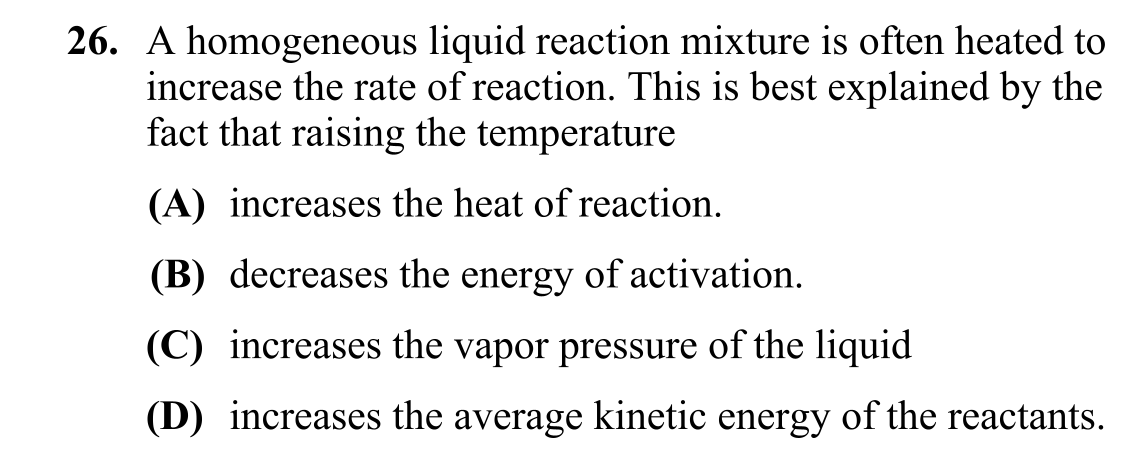 26. A homogeneous liquid reaction mixture is often heated to
increase the rate of reaction. This is best explained by the
fact that raising the temperature
(A) increases the heat of reaction.
(B) decreases the energy of activation.
(C) increases the vapor pressure of the liquid
(D) increases the average kinetic energy of the reactants.